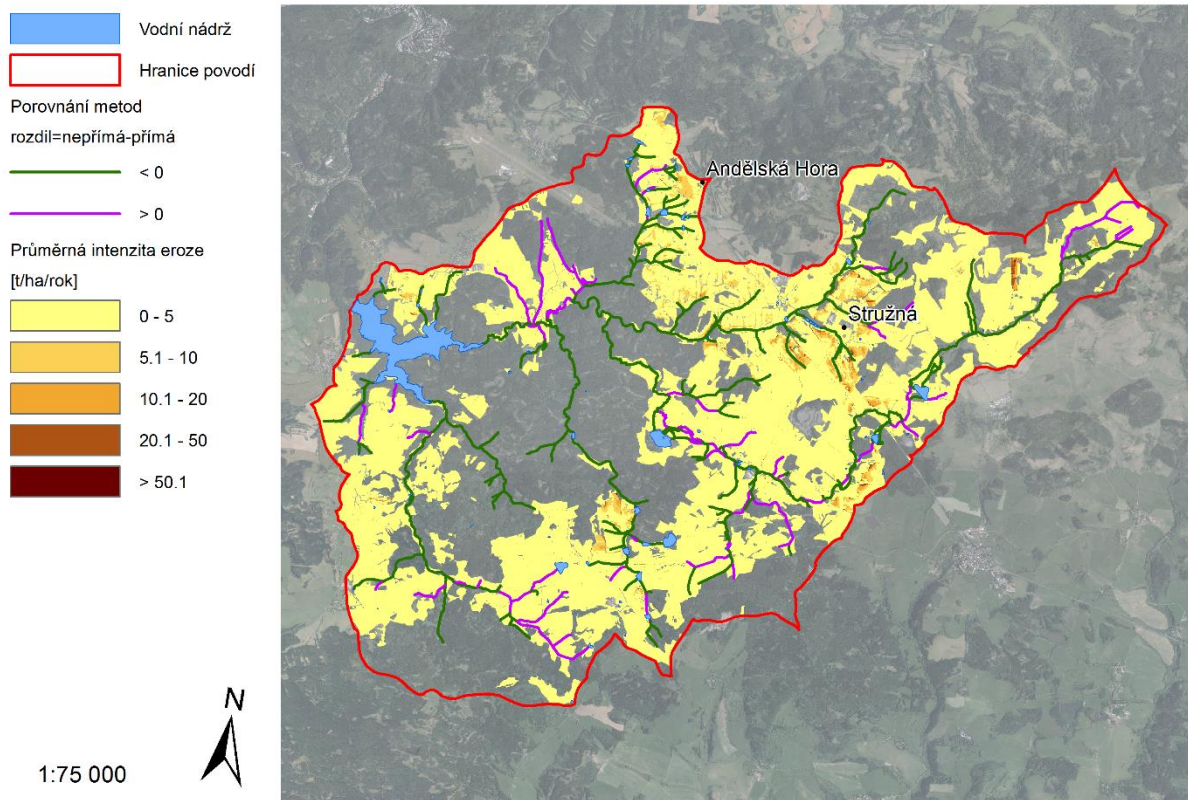 Vodní nádrž
Hranice povodí
Porovnání metod
rozdil=nepřímá-přímá
< 0
> 0
Průměrná intenzita eroze
[t/ha/rok]
0 - 5
5.1 - 10
10.1 - 20
20.1 - 50
> 50.1
N
1:75 000
Andělská Hora
Stružná